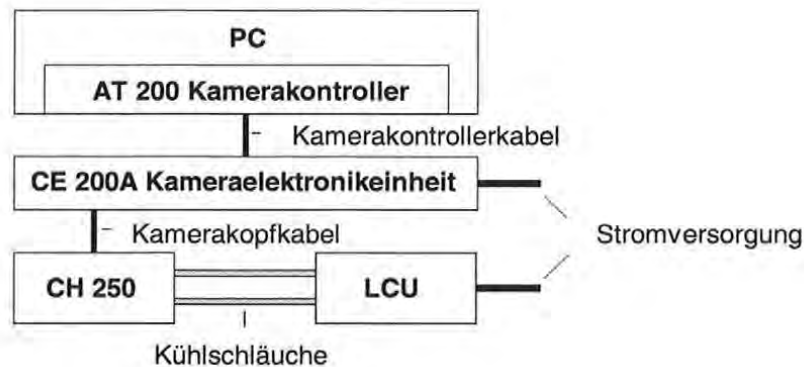 PC
AT 200 Kamerakontroller
Kamerakontrollerkabel
CE 200A Kameraelektronikeinheit
Kamerakopfkabel
Stromversorgung
CH 250
LCU
Kühlschläuche